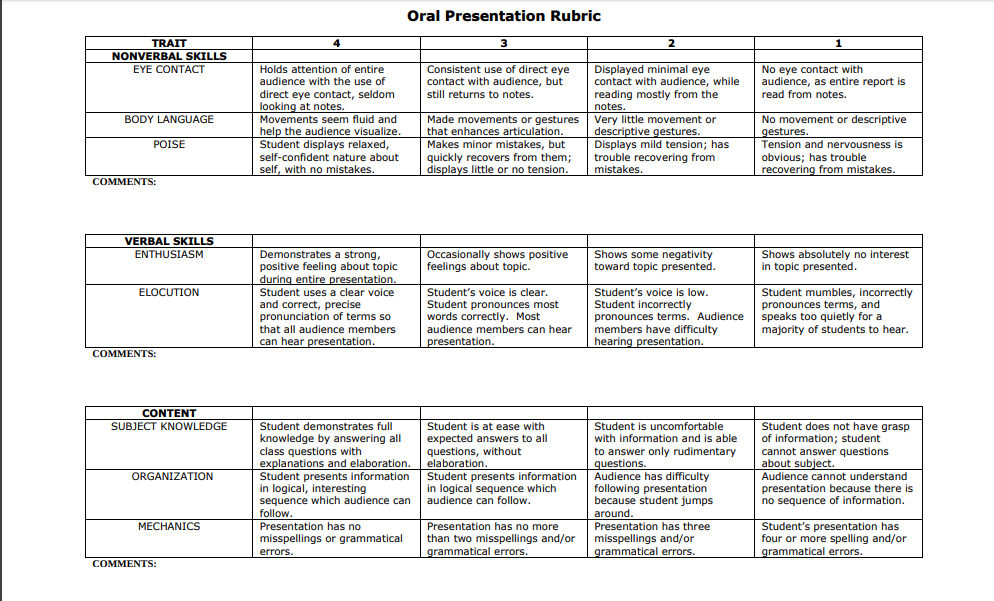 Oral Presentation Rubric
TRAIT 4 3 2 1
NONVERBAL SKILLS
EYE CONTACT
Holds attention of entire
audience with the use of
direct eye contact, seldom
looking at notes.
Consistent use of direct eye
contact with audience, but
still returns to notes.
Displayed minimal eye
contact with audience, while
reading mostly from the
notes.
No eye contact with
audience, as entire report is
read from notes.
BODY LANGUAGE
Movements seem fluid and
help the audience visualize.
Made movements or gestures
that enhances articulation.
Very little movement or
descriptive gestures.
No movement or descriptive
gestures.
POISE
Student displays relaxed,
self-confident nature about
self, with no mistakes.
Makes minor mistakes, but
quickly recovers from them;
displays little or no tension.
Displays mild tension; has
trouble recovering from
mistakes.
Tension and nervousness is
obvious; has trouble
recovering from mistakes.
COMMENTS:
VERBAL SKILLS
ENTHUSIASM
Demonstrates a strong,
positive feeling about topic
during entire presentation.
Occasionally shows positive
feelings about topic.
Shows some negativity
toward topic presented.
Shows absolutely no interest
in topic presented.
ELOCUTION
Student uses a clear voice
and correct, precise
pronunciation of terms so
that all audience members
can hear presentation.
Student's voice is clear.
Student pronounces most
words correctly. Most
audience members can hear
presentation.
Student's voice is low.
Student incorrectly
pronounces terms. Audience
members have difficulty
hearing presentation.
Student mumbles, incorrectly
pronounces terms, and
speaks too quietly for a
majority of students to hear.
COMMENTS:
CONTENT
SUBJECT KNOWLEDGE
Student demonstrates full
knowledge by answering all
class questions with
explanations and elaboration.
Student is at ease with
expected answers to all
questions, without
elaboration.
Student is uncomfortable
with information and is able
to answer only rudimentary
questions.
Student does not have grasp
of information; student
cannot answer questions
about subject.
ORGANIZATION
Student presents information
in logical, interesting
sequence which audience can
follow.
Student presents information
in logical sequence which
audience can follow.
Audience has difficulty
following presentation
because student jumps
around.
Audience cannot understand
presentation because there is
no sequence of information.
MECHANICS
Presentation has no
misspellings or grammatical
errors.
Presentation has no more
than two misspellings and/or
grammatical errors.
Presentation has three
misspellings and/or
grammatical errors.
Student's presentation has
four or more spelling and/or
grammatical errors.
COMMENTS: